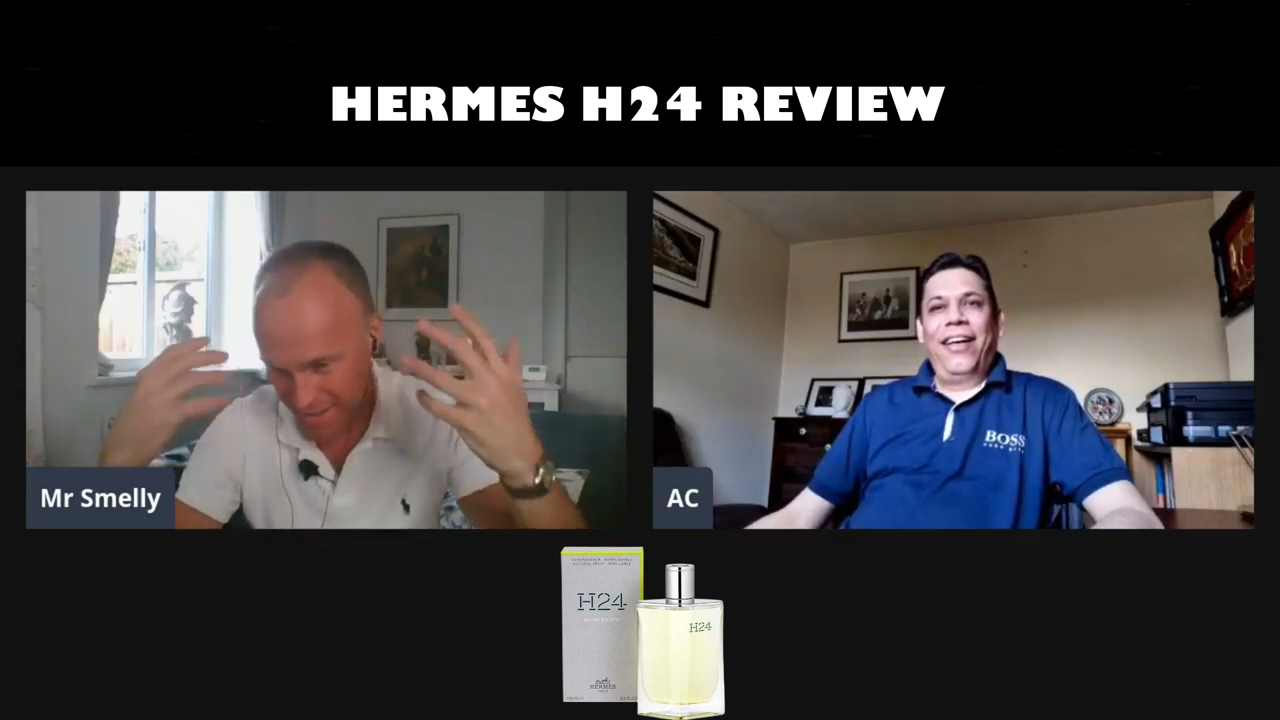 HERMES H24 REVIEW
Mr Smelly
AC
BOSS
H24
H24
HERMES